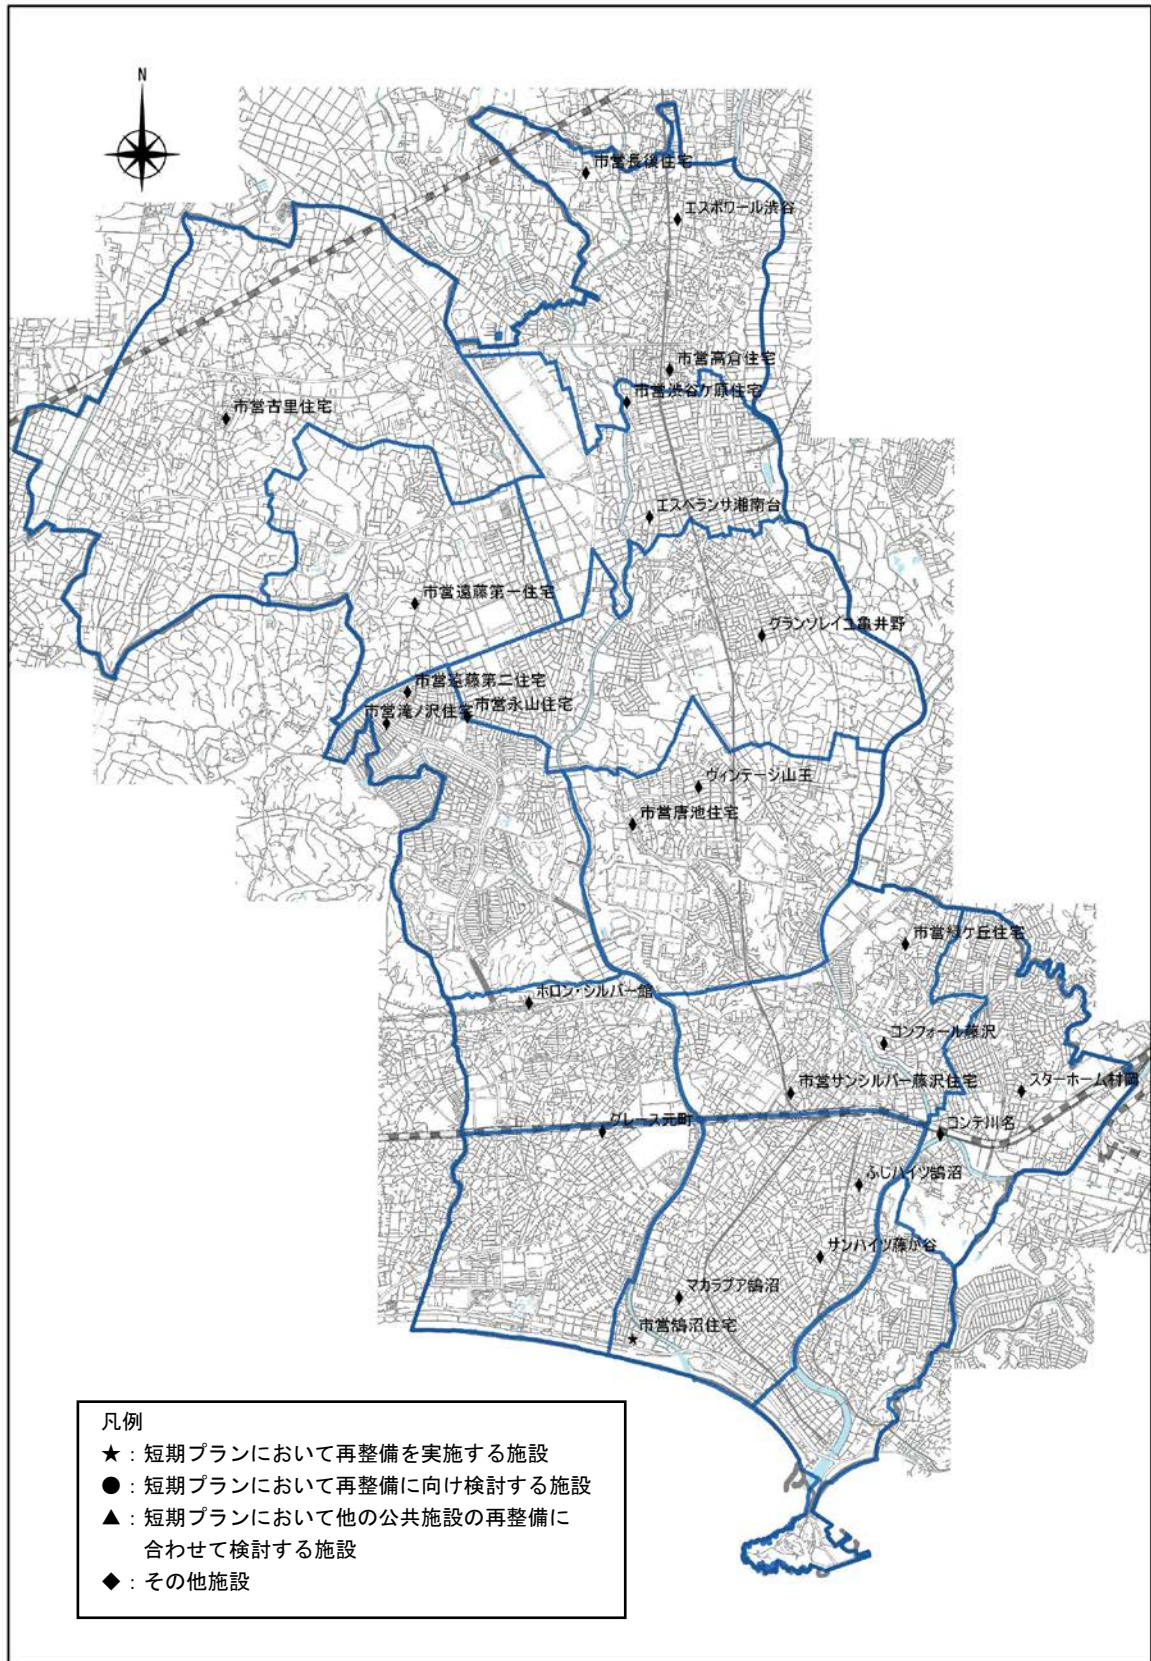 N
市営長後住宅
エスポワール渋谷
市営高倉住宅
市営渋谷ケ原住宅
市営古里住宅
エスペランサ湘南台
市営遠藤第一住宅
グランソレイユ亀井野
市営遠藤第二住宅
市営永山住宅
市営滝ノ沢住宅
ヴィンテージ山王
市営唐池住宅
市営緑ケ丘住宅
ホロン・シルバー館
コンフォール藤沢
市営サンシルバー藤沢住宅
スターホーム村岡
グレース元町
コンテ川名
ふじハイツ鵠沼
サンハイツ藤が谷
マカラプア鵠沼
市営鵠沼住宅
凡例
★：短期プランにおいて再整備を実施する施設
●：短期プランにおいて再整備に向け検討する施設
▲：短期プランにおいて他の公共施設の再整備に
合わせて検討する施設
◆：その他施設